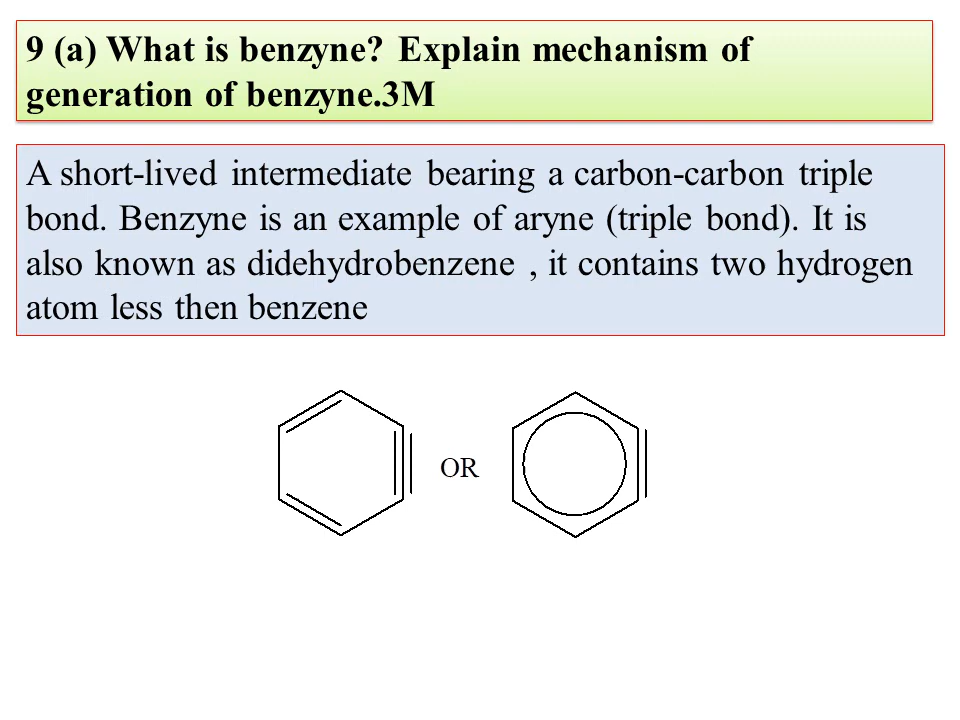 9 (a) What is benzyne? Explain mechanism of
generation of benzyne.3M
A short-lived intermediate bearing a carbon-carbon triple
bond. Benzyne is an example of aryne (triple bond). It is
also known as didehydrobenzene , it contains two hydrogen
atom less then benzene
OR